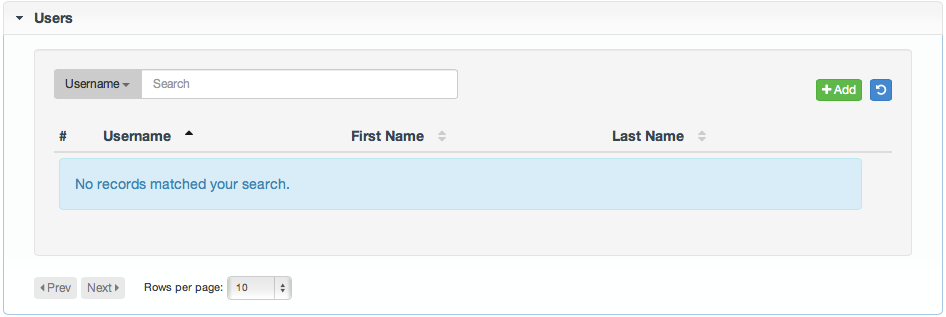 Users
Username Search
Add
# Username First Name Last Name
No records matched your search.
Prev Next Rows per page: 10